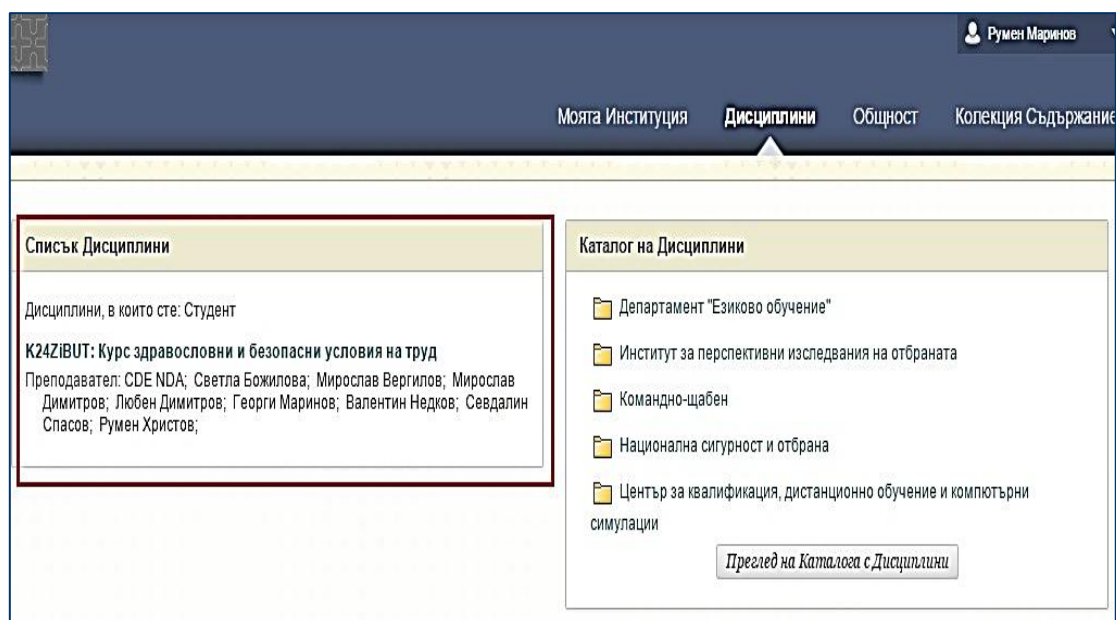 Румен Маринов
Моята Институция Дисциплини Общност Колекция Съдържание
Списък Дисциплини
Дисциплини, в които сте: Студент
K24ZiBUT: Курс здравословни и безопасни условия на труд
Преподавател: CDE NDA; Светла Божилова; Мирослав Вергилов; Мирослав
Димитров; Любен Димитров; Георги Маринов; Валентин Недков; Севдалин
Спасов; Румен Христов;
Каталог на Дисциплини
Департамент "Езиково обучение"
Институт за перспективни изследвания на отбраната
Командно-щабен
Национална сигурност и отбрана
Център за квалификация, дистанционно обучение и компютърни
симулации
Преглед на Каталога с Дисциплини